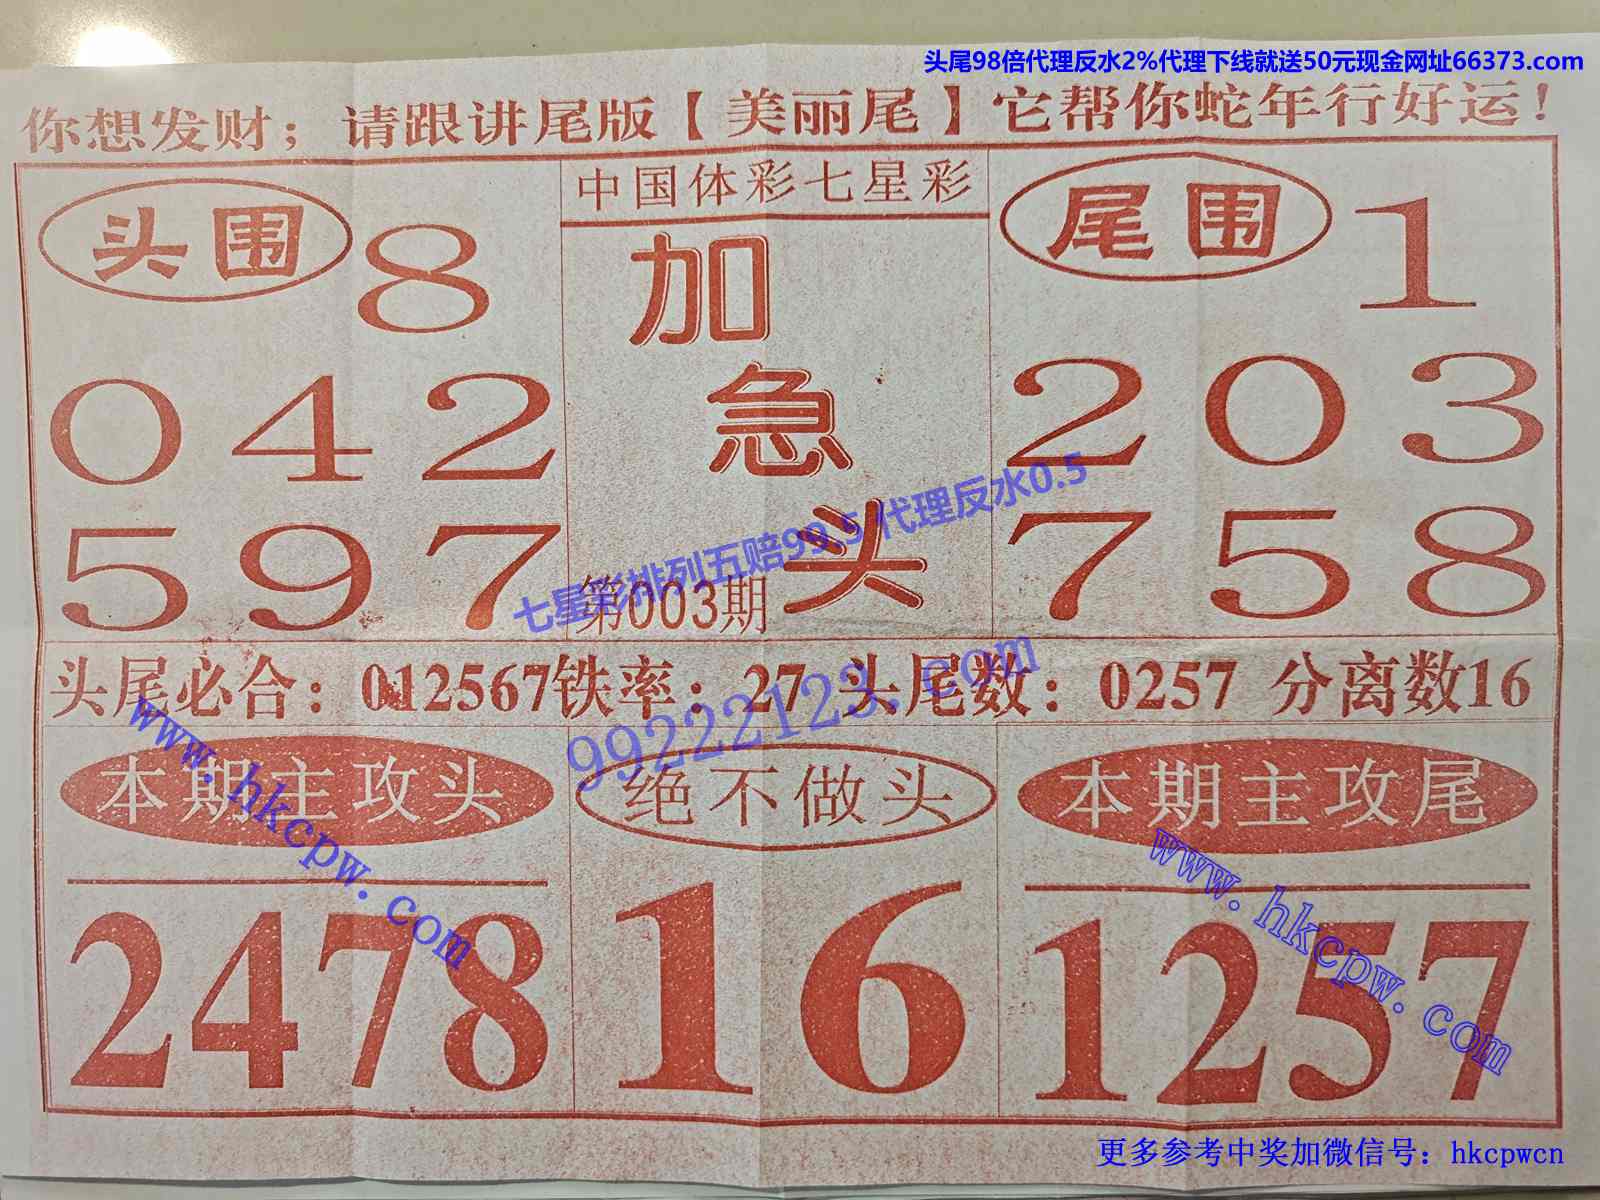 头尾98倍代理反水2%代理下线就送50元现金网址66373.com
你想发财；请跟讲尾版【美丽尾】它帮你蛇年行好运！
头围
8
042
597
中国体彩七星彩
加
急
头
第003期
尾围
1
203
758
七星彩排列五赔99.5 代理反水0.5
头尾必合：012567铁率：27 头尾数：0257 分离数16
99222123.com
www.hkcpw.com
本期主攻头
2478
绝不做头
16
本期主攻尾
1257
www.hkcpw.com
更多参考中奖加微信号：hkcpwcn